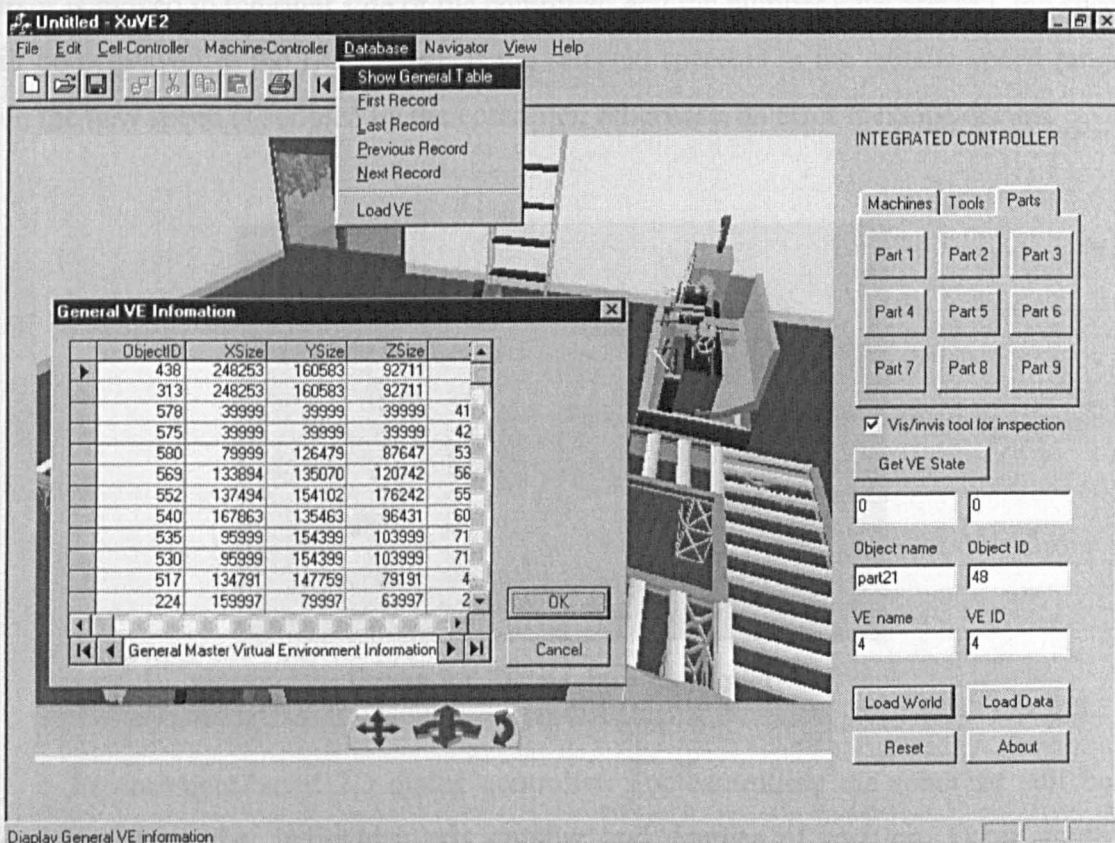 Untitled - XuVE2
File Edit Cell-Controller Machine-Controller Database Navigator View Help
Show General Table
First Record
Last Record
Previous Record
Next Record
Load VE
INTEGRATED CONTROLLER
Machines Tools Parts
Part 1 Part 2 Part 3
Part 4 Part 5 Part 6
Part 7 Part 8 Part 9
Vis/invis tool for inspection
Get VE State
0 0
Object name Object ID
part21 48
VE name VE ID
4 4
Load World Load Data
Reset About
General VE Infomation
ObjectID XSize YSize ZSize
438 248253 160583 92711
313 248253 160583 92711
578 39999 39999 39999 41
575 39999 39999 39999 42
580 79999 126479 87647 53
569 133894 135070 120742 56
552 137494 154102 176242 55
540 167863 135463 96431 60
535 95999 154399 103999 71
530 95999 154399 103999 71
517 134791 147759 79191 4
224 159997 79997 63997 2
General Master Virtual Environment Information
OK
Cancel
Display General VE information